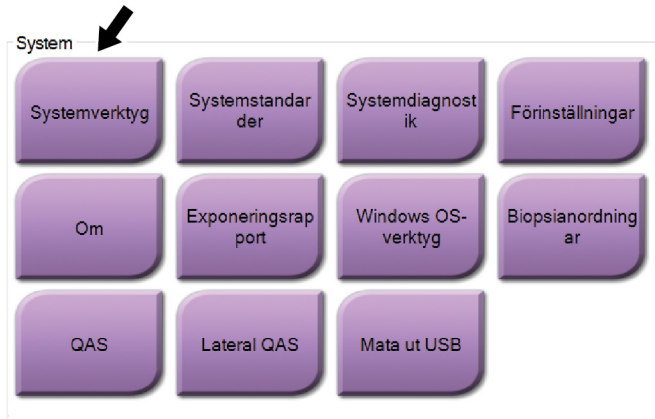 System
Systemverktyg
Systemstandar
der
Systemdiagnost
ik
Förinställningar
Om
Exponeringsrap
port
Windows OS-
verktyg
Biopsianordning
ar
QAS
Lateral QAS
Mata ut USB